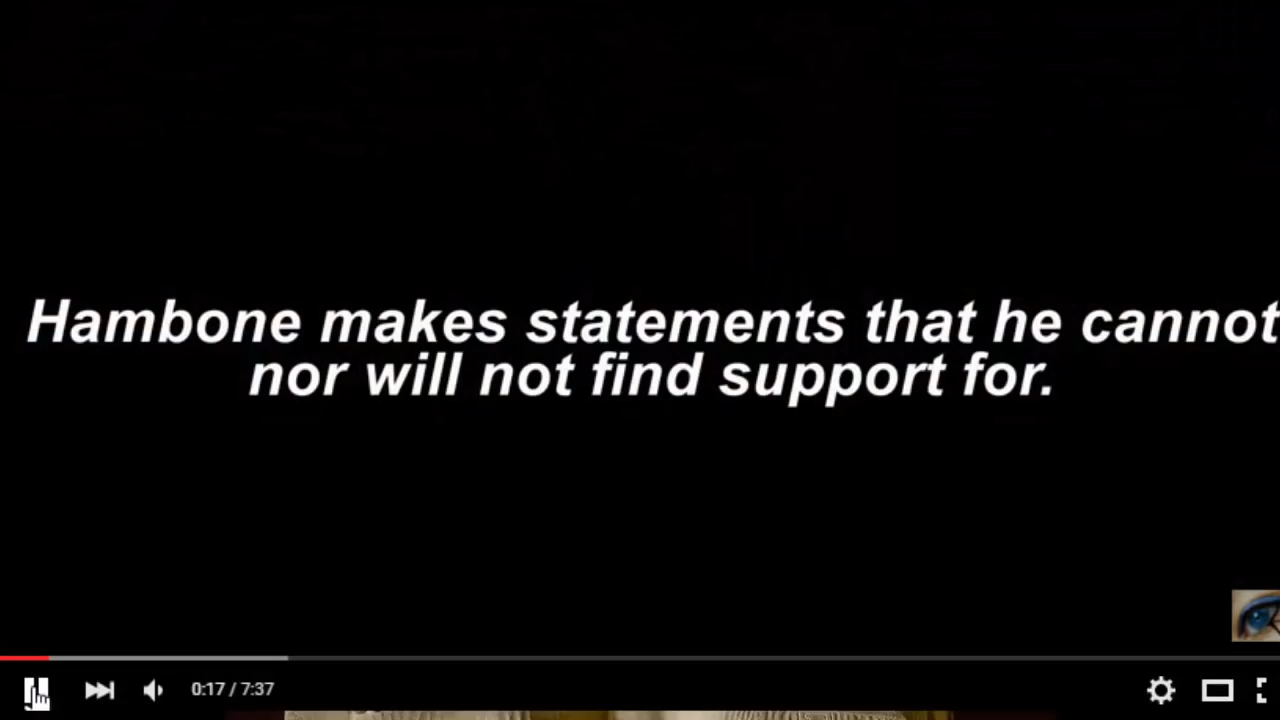 Hambone makes statements that he cannot
nor will not find support for.
0:17 / 7:37